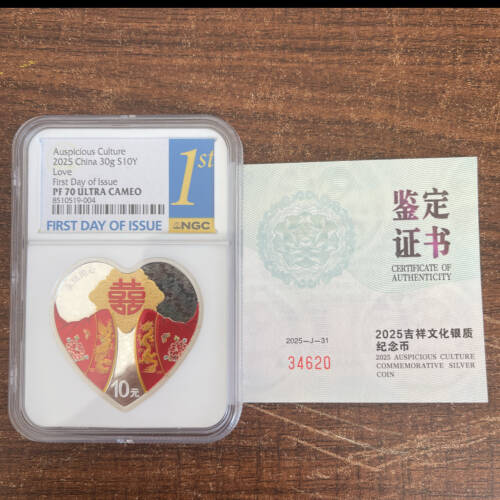 Auspicious Culture
2025 China 30g S10Y
Love
First Day of Issue
PF 70 ULTRA CAMEO
8510519-004
1st
FIRST DAY OF ISSUE
NGC
囍
10元
鉴定
证书
CERTIFICATE OF
AUTHENTICITY
2025-J-31
34620
2025吉祥文化银质
纪念币
2025 AUSPICIOUS CULTURE
COMMEMORATIVE SILVER
COIN